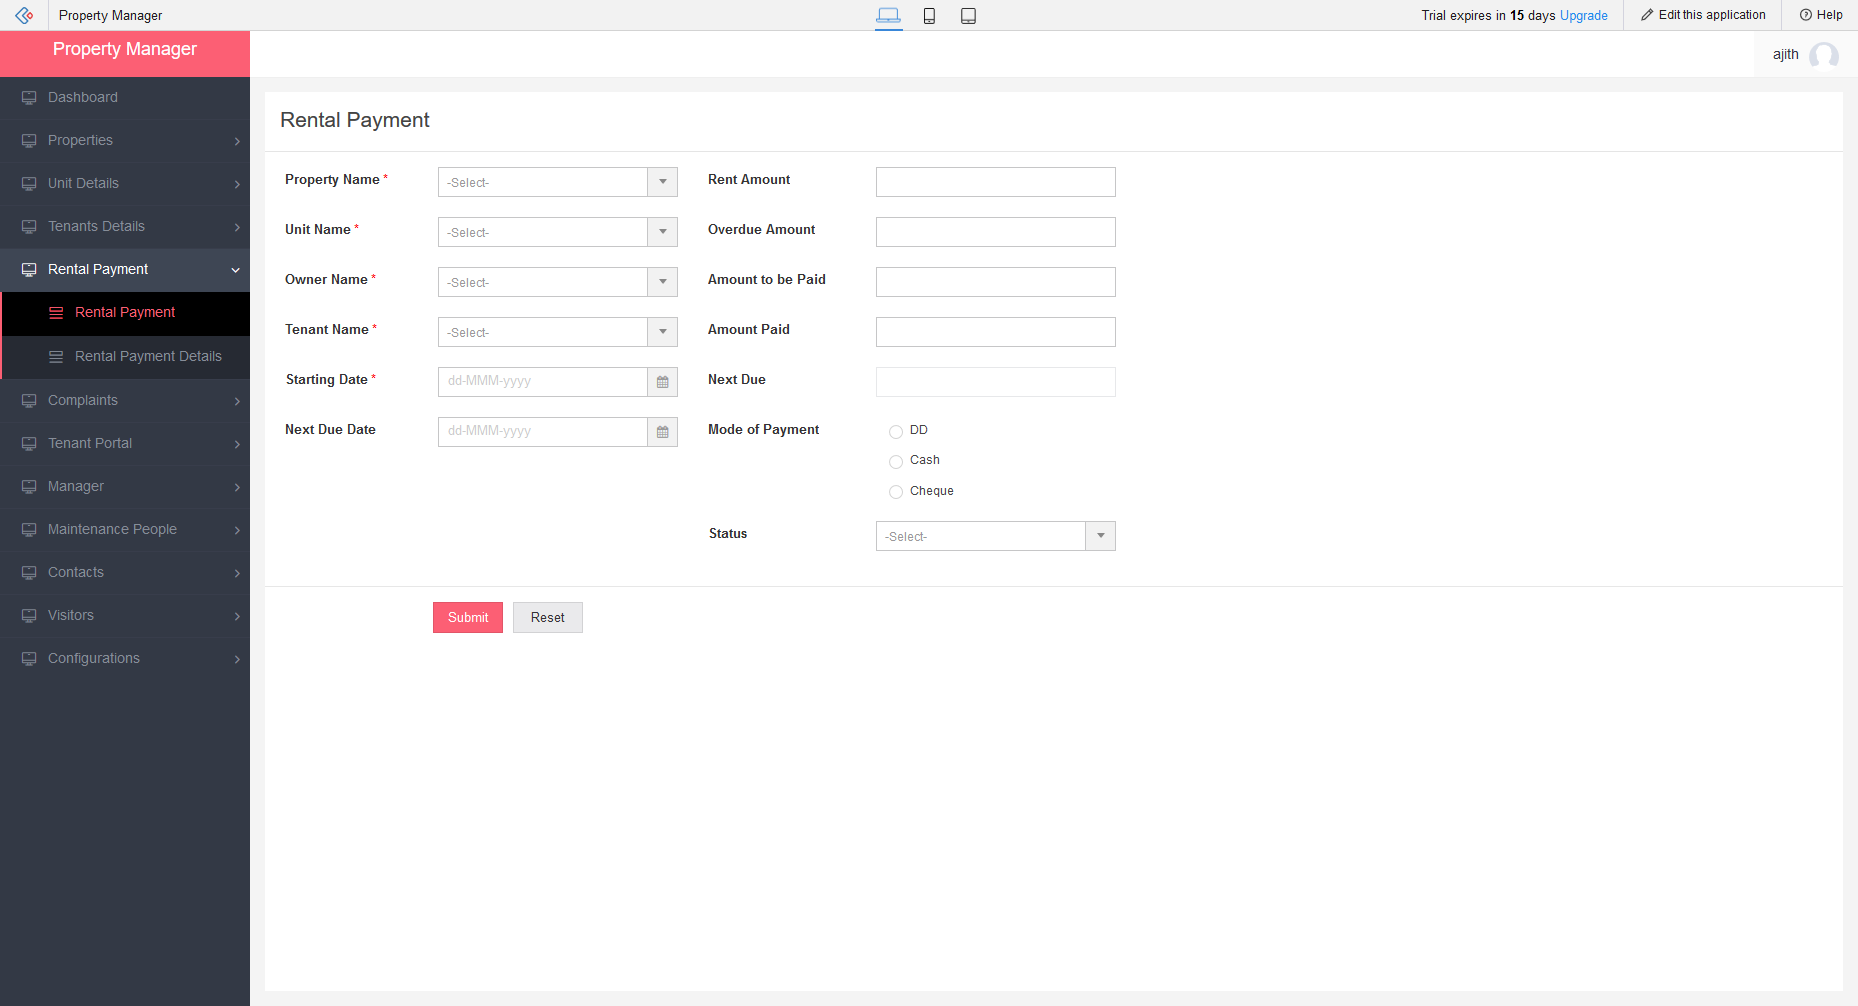 Property Manager
Trial expires in 15 days Upgrade
Edit this application
Help
Property Manager
ajith
Dashboard
Properties
Unit Details
Tenants Details
Rental Payment
Rental Payment
Rental Payment Details
Complaints
Tenant Portal
Manager
Maintenance People
Contacts
Visitors
Configurations
Rental Payment
Property Name *
-Select-
Unit Name *
-Select-
Owner Name *
-Select-
Tenant Name *
-Select-
Starting Date *
dd-MMM-yyyy
Next Due Date
dd-MMM-yyyy
Rent Amount
Overdue Amount
Amount to be Paid
Amount Paid
Next Due
Mode of Payment
DD
Cash
Cheque
Status
-Select-
Submit
Reset